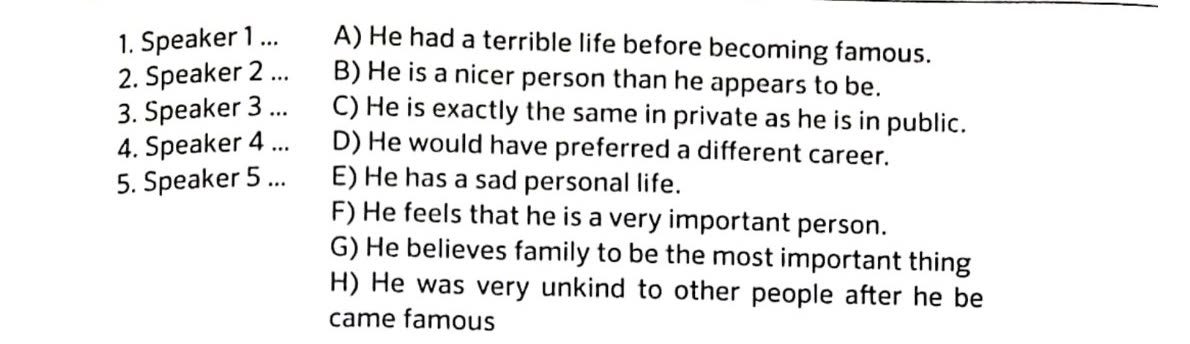 1. Speaker 1 ... A) He had a terrible life before becoming famous.
2. Speaker 2 ... B) He is a nicer person than he appears to be.
3. Speaker 3 ... C) He is exactly the same in private as he is in public.
4. Speaker 4 ... D) He would have preferred a different career.
5. Speaker 5 ... E) He has a sad personal life.
F) He feels that he is a very important person.
G) He believes family to be the most important thing
H) He was very unkind to other people after he be
came famous